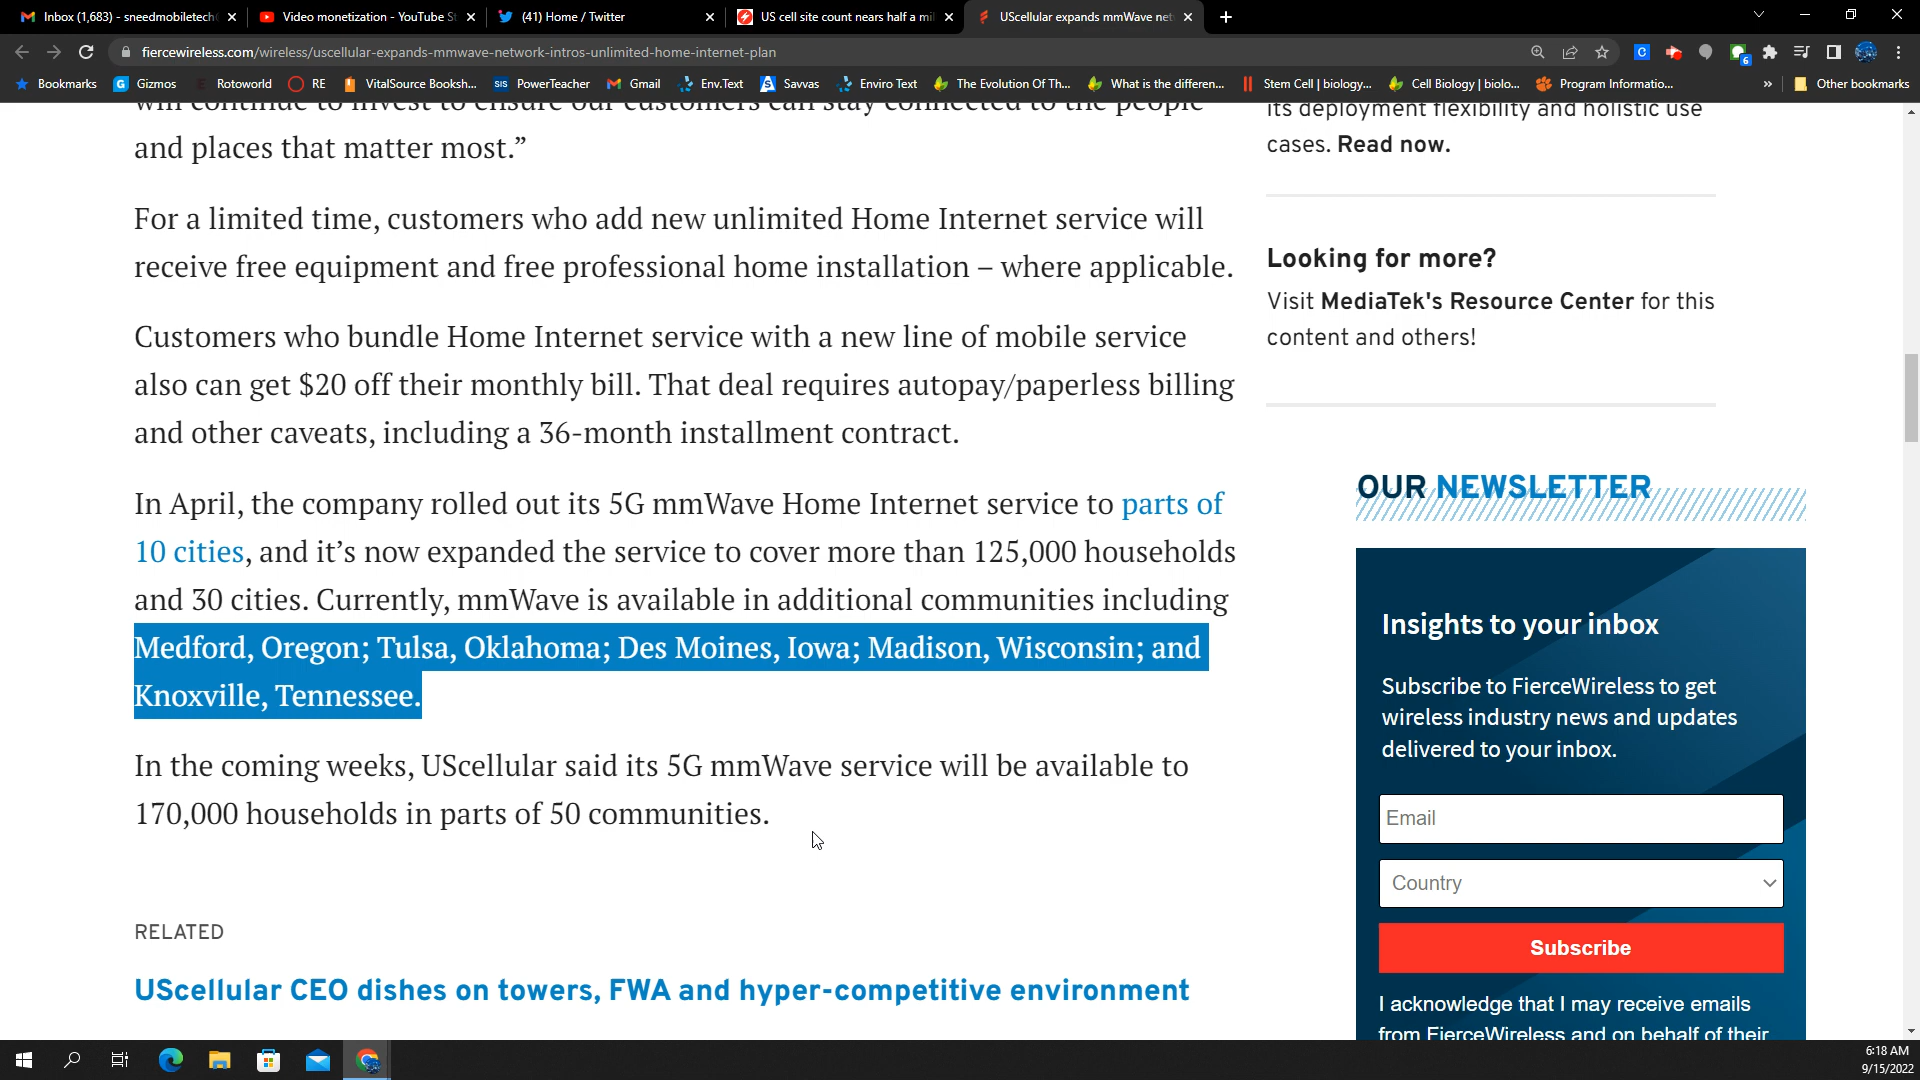 Inbox (1,683) - sneedmobiletech
Video monetization - YouTube St
(41) Home / Twitter
US cell site count nears half a mil
UScellular expands mmWave net
fiercewireless.com/wireless/uscellular-expands-mmwave-network-intros-unlimited-home-internet-plan
6
Bookmarks
Gizmos
Rotoworld
RE
VitalSource Booksh...
SIS PowerTeacher
Gmail
Env.Text
Savvas
Enviro Text
The Evolution Of Th...
What is the differen...
Stem Cell | biology...
Cell Biology | biolo...
Program Informatio...
»
Other bookmarks
will continue to invest to ensure our customers can stay connected to the people
and places that matter most.”
For a limited time, customers who add new unlimited Home Internet service will
receive free equipment and free professional home installation – where applicable.
Customers who bundle Home Internet service with a new line of mobile service
also can get $20 off their monthly bill. That deal requires autopay/paperless billing
and other caveats, including a 36-month installment contract.
In April, the company rolled out its 5G mmWave Home Internet service to parts of
10 cities, and it’s now expanded the service to cover more than 125,000 households
and 30 cities. Currently, mmWave is available in additional communities including
Medford, Oregon; Tulsa, Oklahoma; Des Moines, Iowa; Madison, Wisconsin; and
Knoxville, Tennessee.
In the coming weeks, UScellular said its 5G mmWave service will be available to
170,000 households in parts of 50 communities.
RELATED
UScellular CEO dishes on towers, FWA and hyper-competitive environment
its deployment flexibility and holistic use
cases. Read now.
Looking for more?
Visit MediaTek's Resource Center for this
content and others!
OUR NEWSLETTER
Insights to your inbox
Subscribe to FierceWireless to get
wireless industry news and updates
delivered to your inbox.
Email
Country
Subscribe
I acknowledge that I may receive emails
from FierceWireless and on behalf of their
6:18 AM
9/15/2022